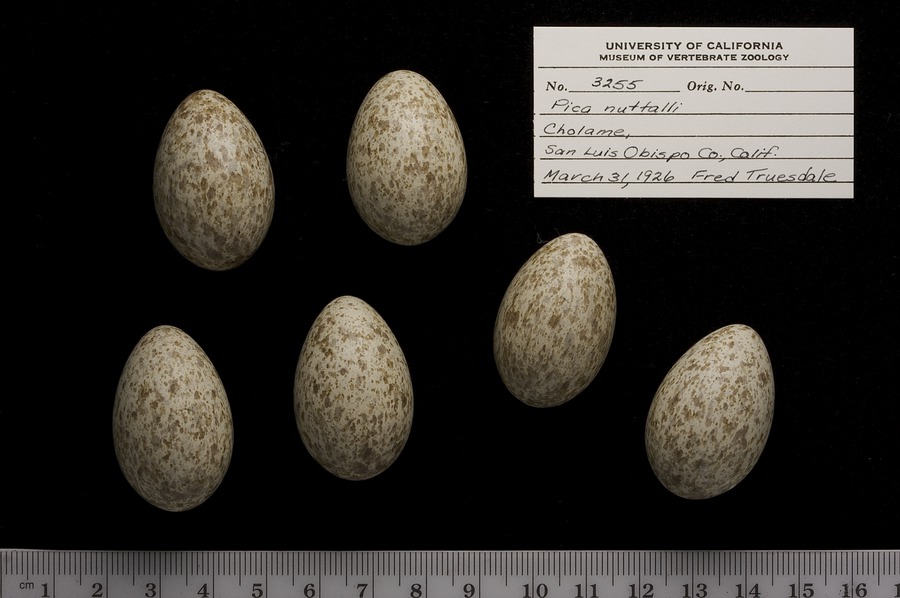 UNIVERSITY OF CALIFORNIA
MUSEUM OF VERTEBRATE ZOOLOGY
No. 3255 Orig. No.
Pica nuttalli
Cholame,
San Luis Obispo Co., Calif.
March 31, 1926 Fred Truesdale
cm 1 2 3 4 5 6 7 8 9 10 11 12 13 14 15 16